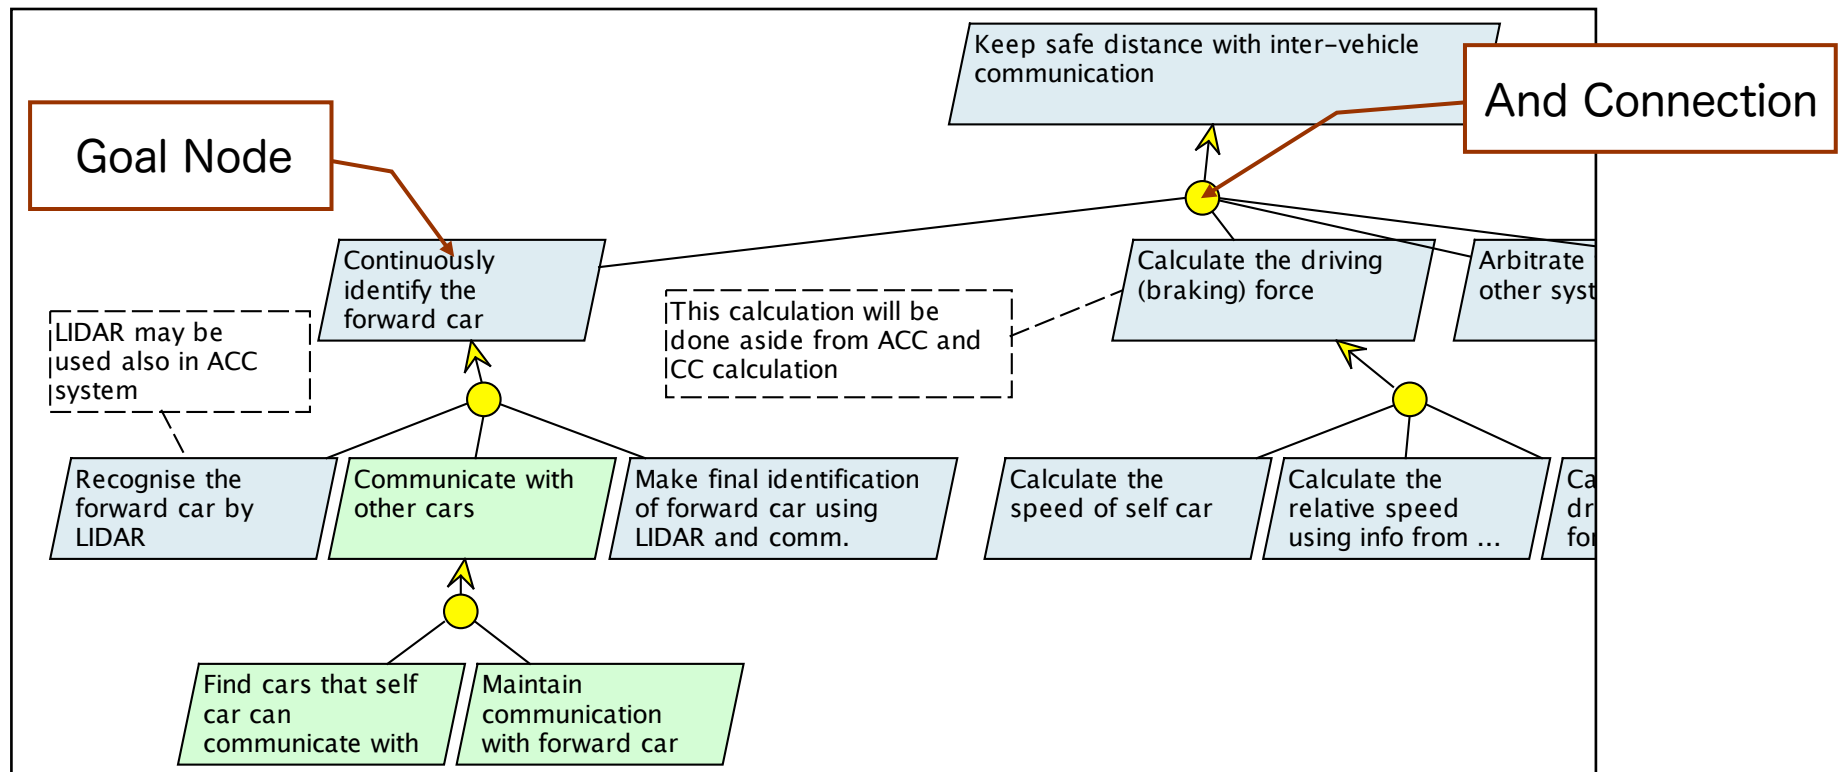 Keep safe distance with inter-vehicle
communication
And Connection
Goal Node
Continuously
identify the
forward car
Calculate the driving
(braking) force
Arbitrate
other syst
LIDAR may be
used also in ACC
system
This calculation will be
done aside from ACC and
CC calculation
Recognise the
forward car by
LIDAR
Communicate with
other cars
Make final identification
of forward car using
LIDAR and comm.
Calculate the
speed of self car
Calculate the
relative speed
using info from ...
Ca
dr
for
Find cars that self
car can
communicate with
Maintain
communication
with forward car